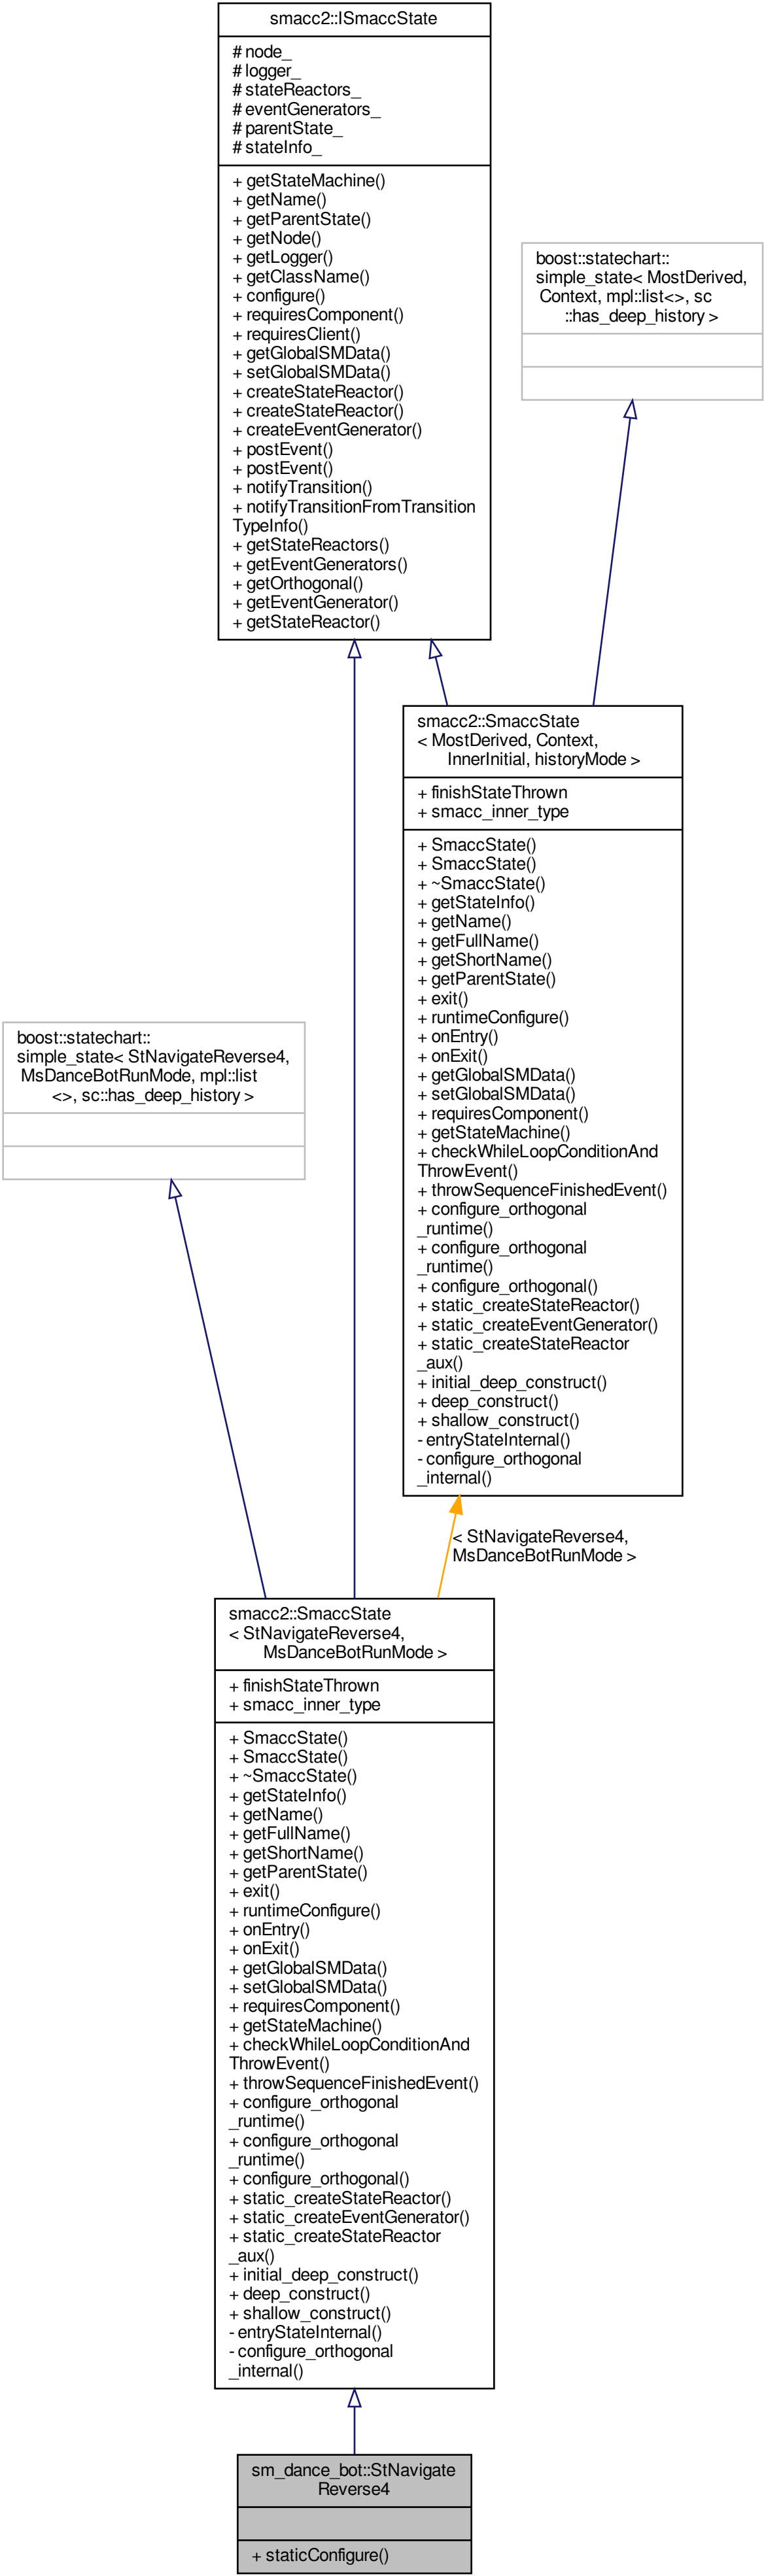 smacc2::ISmaccState
# node_
# logger_
# stateReactors_
# eventGenerators_
# parentState_
# stateInfo_
+ getStateMachine()
+ getName()
+ getParentState()
+ getNode()
+ getLogger()
+ getClassName()
+ configure()
+ requiresComponent()
+ requiresClient()
+ getGlobalSMData()
+ setGlobalSMData()
+ createStateReactor()
+ createStateReactor()
+ createEventGenerator()
+ postEvent()
+ postEvent()
+ notifyTransition()
+ notifyTransitionFromTransition
TypeInfo()
+ getStateReactors()
+ getEventGenerators()
+ getOrthogonal()
+ getEventGenerator()
+ getStateReactor()
boost::statechart::
simple_state< MostDerived,
Context, mpl::list<>, sc
::has_deep_history >
smacc2::SmaccState
< MostDerived, Context,
InnerInitial, historyMode >
+ finishStateThrown
+ smacc_inner_type
+ SmaccState()
+ SmaccState()
+ ~SmaccState()
+ getStateInfo()
+ getName()
+ getFullName()
+ getShortName()
+ getParentState()
+ exit()
+ runtimeConfigure()
+ onEntry()
+ onExit()
+ getGlobalSMData()
+ setGlobalSMData()
+ requiresComponent()
+ getStateMachine()
+ checkWhileLoopConditionAnd
ThrowEvent()
+ throwSequenceFinishedEvent()
+ configure_orthogonal
_runtime()
+ configure_orthogonal
_runtime()
+ configure_orthogonal()
+ static_createStateReactor()
+ static_createEventGenerator()
+ static_createStateReactor
_aux()
+ initial_deep_construct()
+ deep_construct()
+ shallow_construct()
- entryStateInternal()
- configure_orthogonal
_internal()
boost::statechart::
simple_state< StNavigateReverse4,
MsDanceBotRunMode, mpl::list
<>, sc::has_deep_history >
< StNavigateReverse4,
MsDanceBotRunMode >
smacc2::SmaccState
< StNavigateReverse4,
MsDanceBotRunMode >
+ finishStateThrown
+ smacc_inner_type
+ SmaccState()
+ SmaccState()
+ ~SmaccState()
+ getStateInfo()
+ getName()
+ getFullName()
+ getShortName()
+ getParentState()
+ exit()
+ runtimeConfigure()
+ onEntry()
+ onExit()
+ getGlobalSMData()
+ setGlobalSMData()
+ requiresComponent()
+ getStateMachine()
+ checkWhileLoopConditionAnd
ThrowEvent()
+ throwSequenceFinishedEvent()
+ configure_orthogonal
_runtime()
+ configure_orthogonal
_runtime()
+ configure_orthogonal()
+ static_createStateReactor()
+ static_createEventGenerator()
+ static_createStateReactor
_aux()
+ initial_deep_construct()
+ deep_construct()
+ shallow_construct()
- entryStateInternal()
- configure_orthogonal
_internal()
sm_dance_bot::StNavigate
Reverse4
+ staticConfigure()